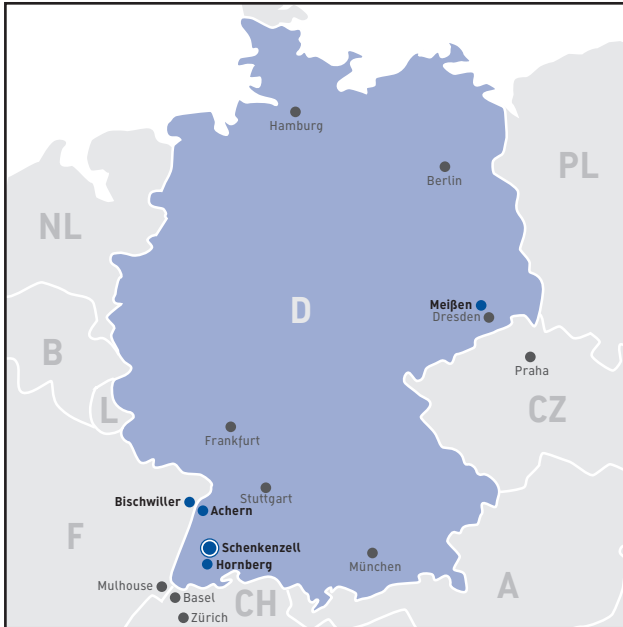 Hamburg
PL
Berlin
NL
Meißen
D
Dresden
B
Praha
L
CZ
Frankfurt
Stuttgart
Bischwiller
Achern
F
Schenkenzell
Hornberg
München
Mulhouse
A
Basel
CH
Zürich